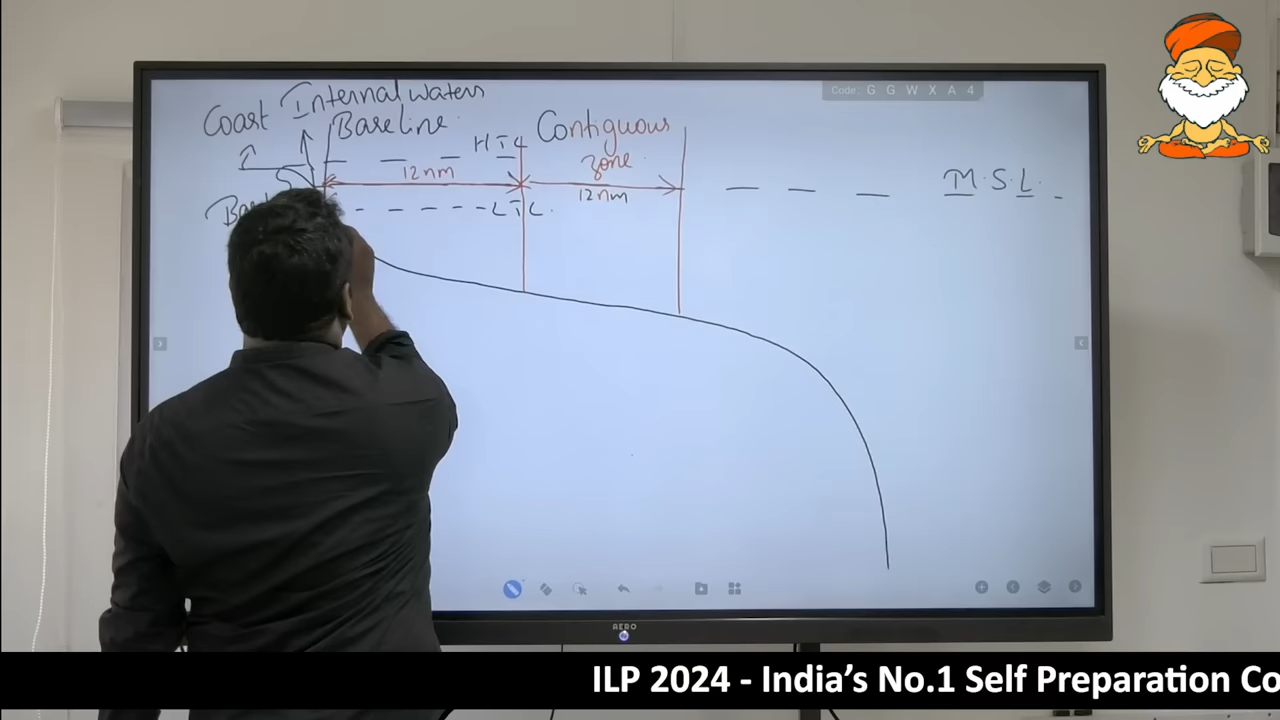 Code: G G W X A 4
Coast Internal waters
Baseline
Contiguous
zone
H T L
12nm
12nm
M.S.L.
L T L
AERO
ILP 2024 - India’s No.1 Self Preparation Co